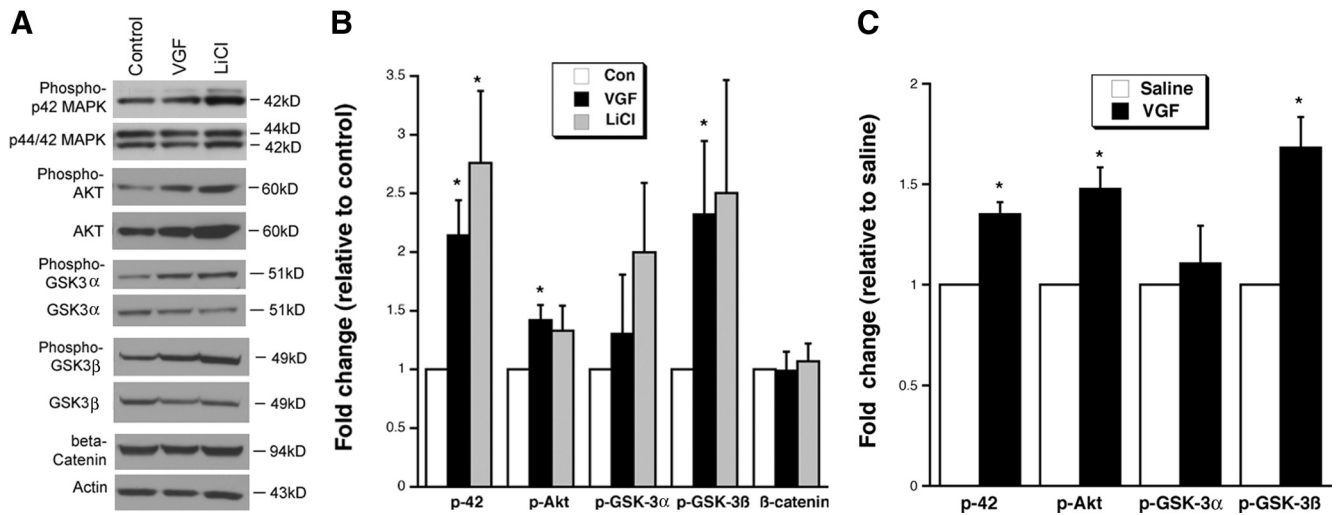 A
Control
VGF
LiCl
Phospho-
p42 MAPK
42kD
p44/42 MAPK
44kD
42kD
Phospho-
AKT
60kD
AKT
60kD
Phospho-
GSK3α
51kD
GSK3α
51kD
Phospho-
GSK3β
49kD
GSK3β
49kD
beta-
Catenin
94kD
Actin
43kD
B
Fold change (relative to control)
3.5
3
2.5
2
1.5
1
0.5
0
Con
VGF
LiCl
*
*
*
*
p-42
p-Akt
p-GSK-3α
p-GSK-3ß
ß-catenin
C
Fold change (relative to saline)
2
1.5
1
0.5
0
Saline
VGF
*
*
*
p-42
p-Akt
p-GSK-3α
p-GSK-3ß